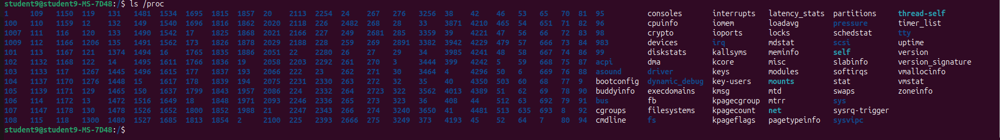 student9@student9-MS-7D48:/$ ls /proc
1 109 1150 119 131 1481 1534 1695 1815 1857 20 2113 2254 24 267 276 3256 38 42 46 53 65 70 81 95 consoles interrupts latency_stats partitions thread-self
100 110 1159 12 132 149 1540 1696 1816 1862 2020 2118 226 2482 268 28 33 3871 4210 465 54 651 71 82 96 cpuinfo iomem loadavg pressure timer_list
1007 111 116 120 133 1490 1542 17 1825 1868 2021 2166 227 249 2681 285 3359 39 4221 47 56 66 72 83 98 crypto ioports locks schedstat tty
1009 112 1166 1206 135 1491 1562 173 1826 1878 2029 2188 228 259 269 2891 3382 3942 4229 479 57 666 73 84 983 devices irq mdstat scsi uptime
101 113 1167 121 1374 1494 16 1765 1835 1886 2051 22 2280 26 27 29 34 3985 4241 48 58 667 74 86 99 diskstats kallsyms meminfo self version
102 1132 1168 122 14 1495 1611 1766 1836 19 2058 2203 2292 261 270 3 3444 399 4242 5 59 668 75 87 acpi dma kcore misc slabinfo version_signature
103 1133 117 1267 1445 1496 1615 177 1837 193 2066 222 23 262 271 30 3464 4 4296 50 6 669 76 88 asound driver keys modules softirqs vmallocinfo
104 1137 1170 1276 1448 15 1617 178 1839 194 2075 2231 2330 263 272 32 35 40 4350 503 60 68 77 9 bootconfig dynamic_debug key-users mounts stat vmstat
105 1139 1171 129 1465 150 1637 1799 1843 1957 2086 224 2332 264 2723 322 3562 4013 4389 51 62 69 78 90 buddyinfo execdomains kmsg mtd swaps zoneinfo
106 114 1172 13 1472 1516 1649 18 1848 1971 2093 2246 2336 265 273 323 36 408 44 512 63 692 79 91 bus fb kpagecgroup mtrr sys
107 1147 1178 130 1478 1526 1652 1800 1852 1988 21 2247 2343 266 274 3240 3650 41 4481 513 635 693 8 92 cgroups filesystems kpagecount net sysrq-trigger
108 115 118 1300 1480 1527 1685 1813 1854 2 2100 225 2393 2666 275 3249 373 4193 45 52 64 7 80 94 cmdline fs kpageflags pagetypeinfo sysvipc
student9@student9-MS-7D48:/$